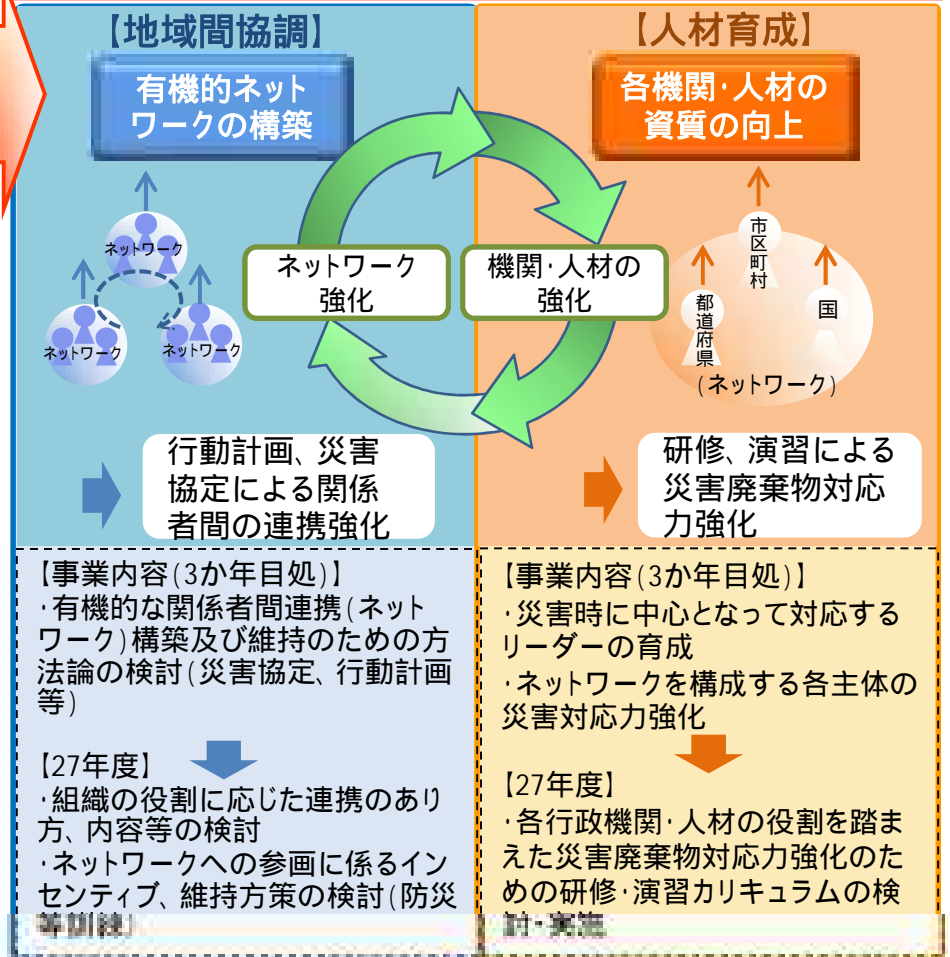 【地域間協調】
有機的ネット
ワークの構築
ネットワーク
ネットワーク
ネットワーク
ネットワーク
強化
行動計画、災害
協定による関係
者間の連携強化
【事業内容(3か年目処)】
・有機的な関係者間連携(ネット
ワーク)構築及び維持のための方
法論の検討(災害協定、行動計画
等)
【27年度】
・組織の役割に応じた連携のあり
方、内容等の検討
・ネットワークへの参画に係るイン
センティブ、維持方策の検討(防災
等訓練)
【人材育成】
各機関・人材の
資質の向上
機関・人材の
強化
市区町村
都道府県
国
(ネットワーク)
研修、演習による
災害廃棄物対応
力強化
【事業内容(3か年目処)】
・災害時に中心となって対応する
リーダーの育成
・ネットワークを構成する各主体の
災害対応力強化
【27年度】
・各行政機関・人材の役割を踏ま
えた災害廃棄物対応力強化のた
めの研修・演習カリキュラムの検
討・実施